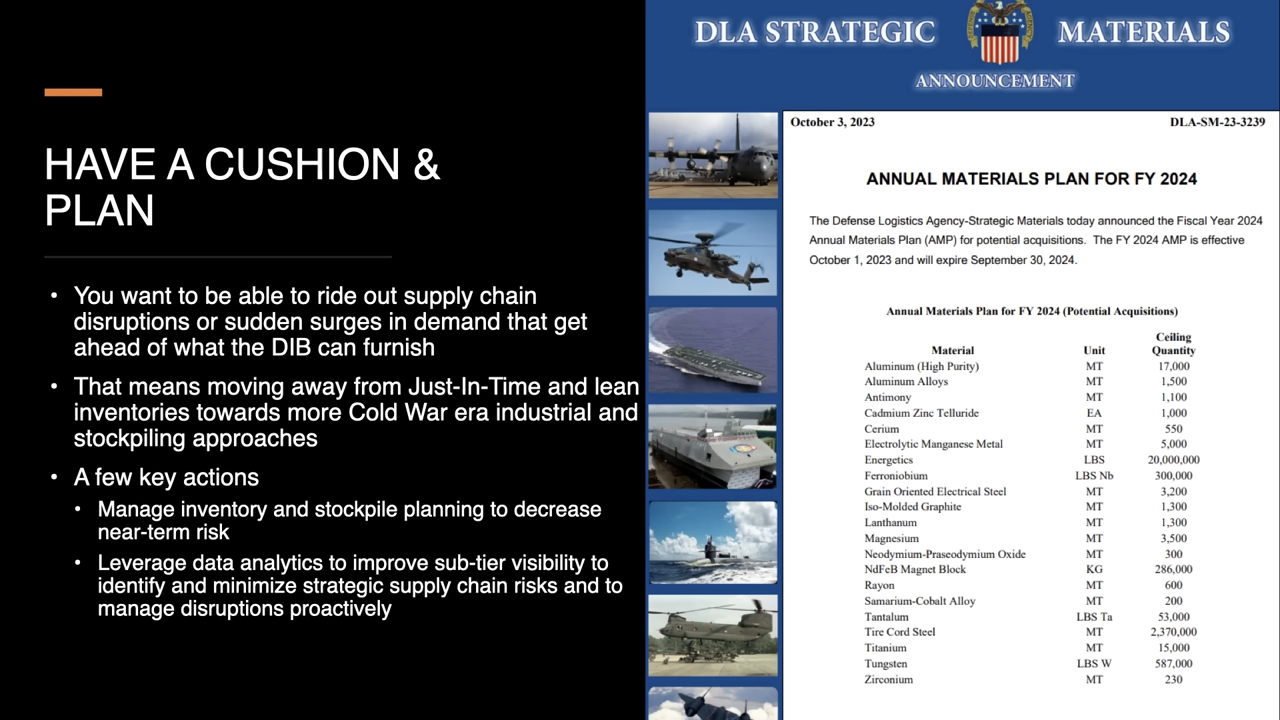 HAVE A CUSHION &
PLAN
• You want to be able to ride out supply chain
disruptions or sudden surges in demand that get
ahead of what the DIB can furnish
• That means moving away from Just-In-Time and lean
inventories towards more Cold War era industrial and
stockpiling approaches
• A few key actions
• Manage inventory and stockpile planning to decrease
near-term risk
• Leverage data analytics to improve sub-tier visibility to
identify and minimize strategic supply chain risks and to
manage disruptions proactively
DLA STRATEGIC MATERIALS
ANNOUNCEMENT
October 3, 2023 DLA-SM-23-3239
ANNUAL MATERIALS PLAN FOR FY 2024
The Defense Logistics Agency-Strategic Materials today announced the Fiscal Year 2024
Annual Materials Plan (AMP) for potential acquisitions. The FY 2024 AMP is effective
October 1, 2023 and will expire September 30, 2024.
Annual Materials Plan for FY 2024 (Potential Acquisitions)
Ceiling
Material Unit Quantity
Aluminum (High Purity) MT 17,000
Aluminum Alloys MT 1,500
Antimony MT 1,100
Cadmium Zinc Telluride EA 1,000
Cerium MT 550
Electrolytic Manganese Metal MT 5,000
Energetics LBS 20,000,000
Ferroniobium LBS Nb 300,000
Grain Oriented Electrical Steel MT 3,200
Iso-Molded Graphite MT 1,300
Lanthanum MT 1,300
Magnesium MT 3,500
Neodymium-Praseodymium Oxide MT 300
NdFeB Magnet Block KG 286,000
Rayon MT 600
Samarium-Cobalt Alloy MT 200
Tantalum LBS Ta 53,000
Tire Cord Steel MT 2,370,000
Titanium MT 15,000
Tungsten LBS W 587,000
Zirconium MT 230